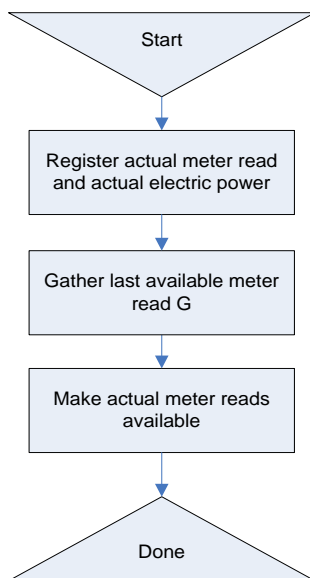 Start
Register actual meter read
and actual electric power
Gather last available meter
read G
Make actual meter reads
available
Done